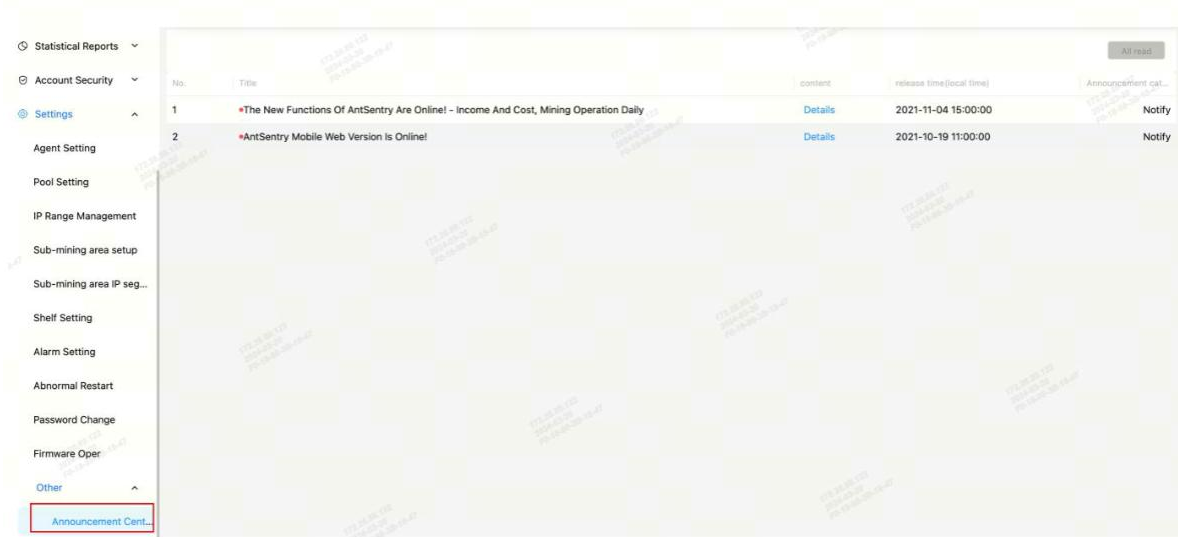 Statistical Reports
All read
Account Security
No. Title content release time(local time) Announcement cat...
Settings
1 The New Functions Of AntSentry Are Online! - Income And Cost, Mining Operation Daily Details 2021-11-04 15:00:00 Notify
2 AntSentry Mobile Web Version Is Online! Details 2021-10-19 11:00:00 Notify
Agent Setting
Pool Setting
IP Range Management
Sub-mining area setup
Sub-mining area IP seg...
Shelf Setting
Alarm Setting
Abnormal Restart
Password Change
Firmware Oper
Other
Announcement Cent...